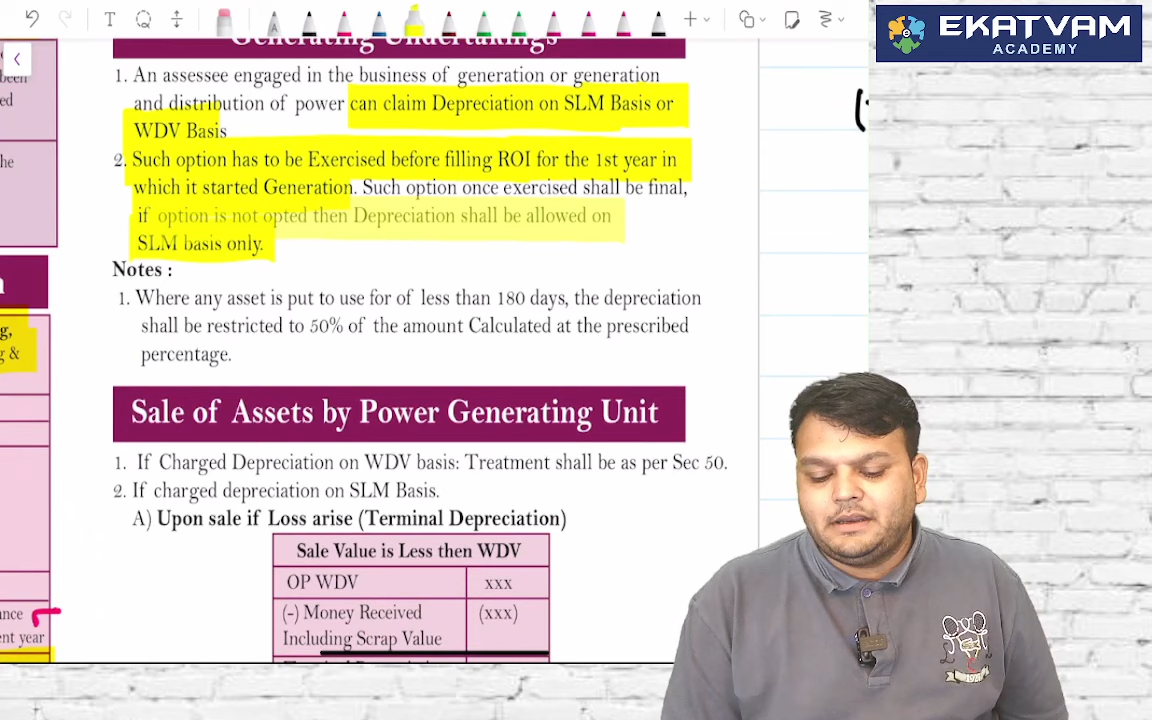 EKATVAM
ACADEMY
Generating Undertakings
1. An assessee engaged in the business of generation or generation
and distribution of power can claim Depreciation on SLM Basis or
WDV Basis
2. Such option has to be Exercised before filling ROI for the 1st year in
which it started Generation. Such option once exercised shall be final,
if option is not opted then Depreciation shall be allowed on
SLM basis only.
Notes :
1. Where any asset is put to use for of less than 180 days, the depreciation
shall be restricted to 50% of the amount Calculated at the prescribed
percentage.
Sale of Assets by Power Generating Unit
1. If Charged Depreciation on WDV basis: Treatment shall be as per Sec 50.
2. If charged depreciation on SLM Basis.
A) Upon sale if Loss arise (Terminal Depreciation)
Sale Value is Less then WDV
OP WDV xxx
(-) Money Received (xxx)
Including Scrap Value